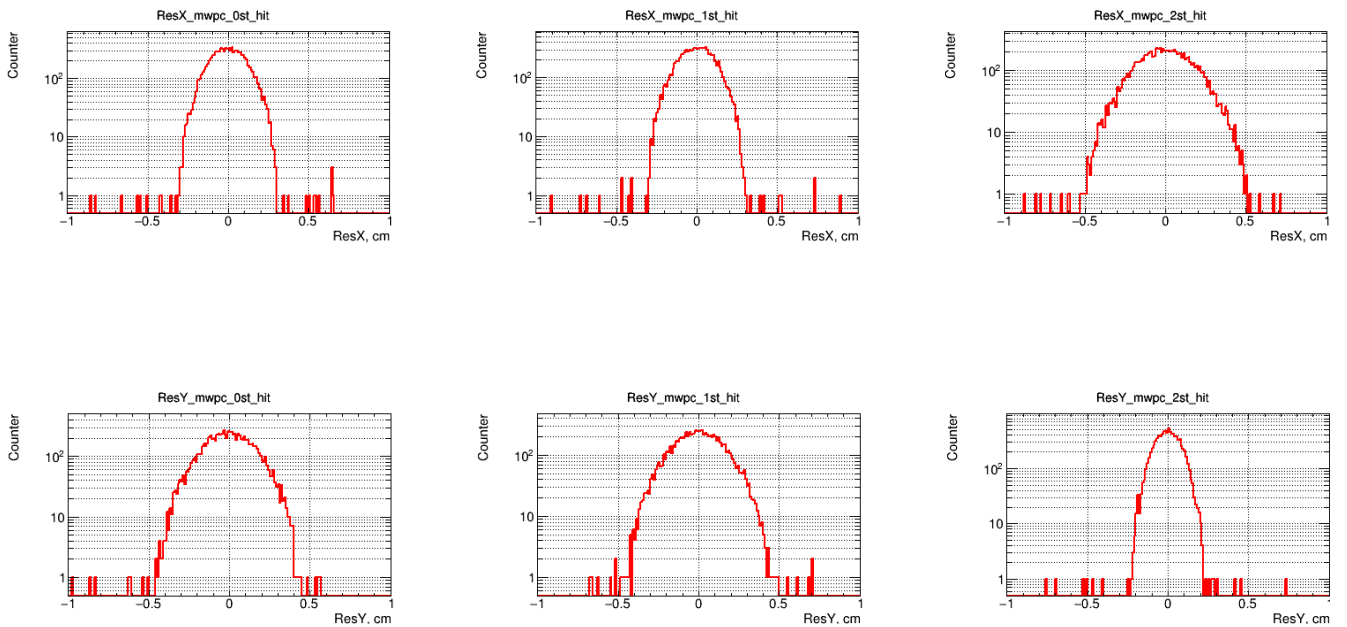 ResX_mwpc_0st_hit
Counter
10²
10
1
−1 −0.5 0 0.5 1
ResX, cm
ResX_mwpc_1st_hit
Counter
10²
10
1
−1 −0.5 0 0.5 1
ResX, cm
ResX_mwpc_2st_hit
Counter
10²
10
1
−1 −0.5 0 0.5 1
ResX, cm
ResY_mwpc_0st_hit
Counter
10²
10
1
−1 −0.5 0 0.5 1
ResY, cm
ResY_mwpc_1st_hit
Counter
10²
10
1
−1 −0.5 0 0.5 1
ResY, cm
ResY_mwpc_2st_hit
Counter
10²
10
1
−1 −0.5 0 0.5 1
ResY, cm